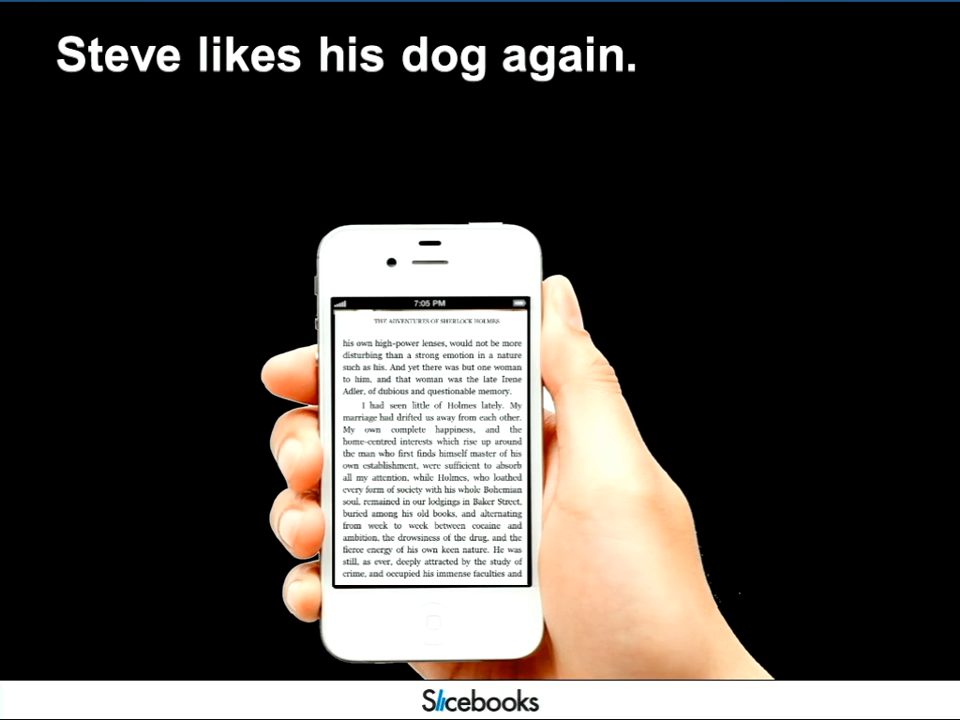 Steve likes his dog again.
7:05 PM
THE ADVENTURES OF SHERLOCK HOLMES
his own high-power lenses, would not be more
disturbing than a strong emotion in a nature
such as his. And yet there was but one woman
to him, and that woman was the late Irene
Adler, of dubious and questionable memory.
I had seen little of Holmes lately. My
marriage had drifted us away from each other.
My own complete happiness, and the
home-centred interests which rise up around
the man who first finds himself master of his
own establishment, were sufficient to absorb
all my attention, while Holmes, who loathed
every form of society with his whole Bohemian
soul, remained in our lodgings in Baker Street,
buried among his old books, and alternating
from week to week between cocaine and
ambition, the drowsiness of the drug, and the
fierce energy of his own keen nature. He was
still, as ever, deeply attracted by the study of
crime, and occupied his immense faculties and
Slicebooks